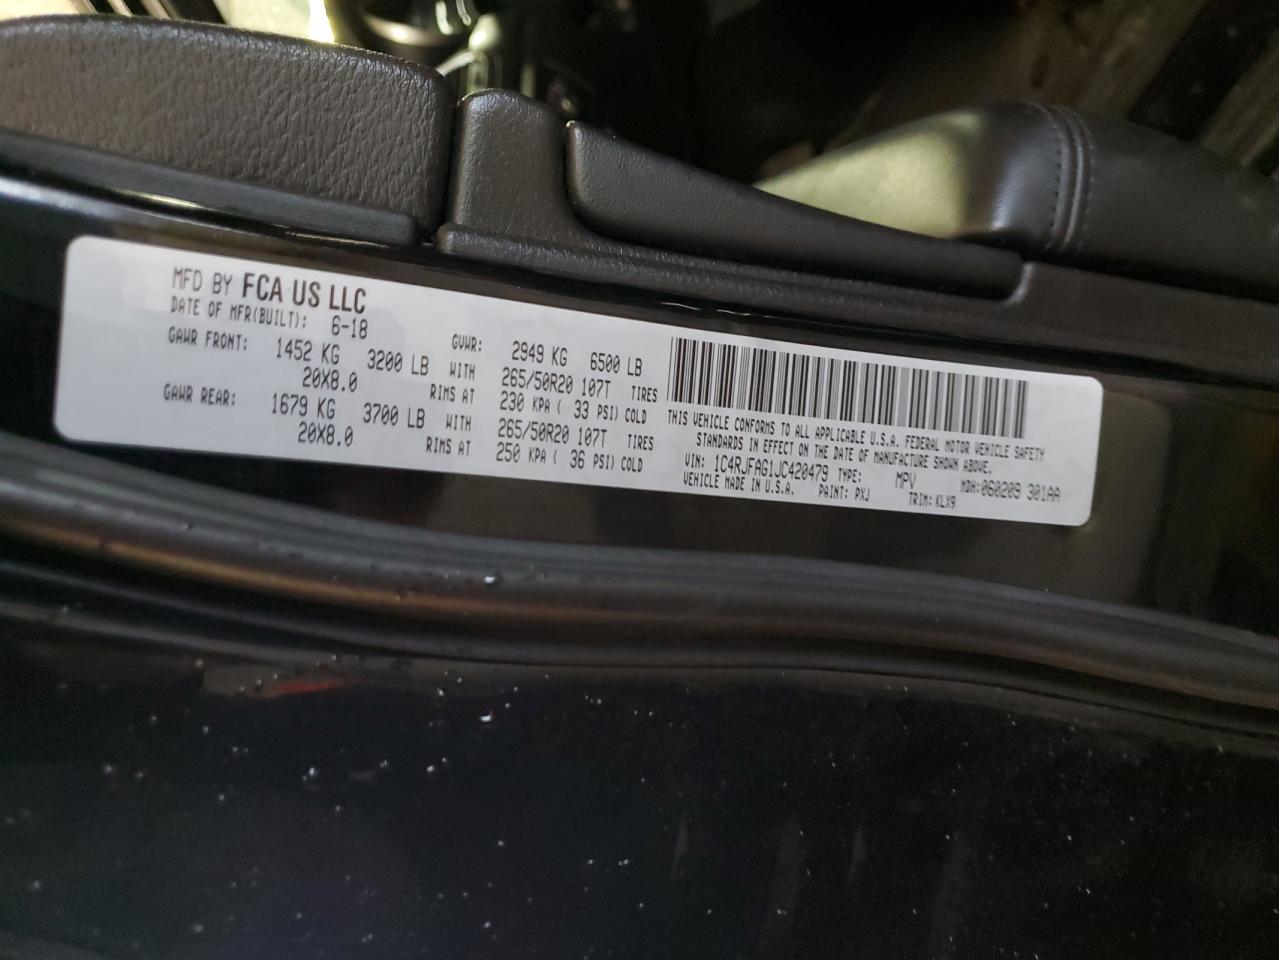 MFD BY FCA US LLC
DATE OF MFR(BUILT): 6-18 GVWR: 2949 KG 6500 LB
GAWR FRONT: 1452 KG 3200 LB WITH 265/50R20 107T TIRES
20X8.0 RIMS AT 230 KPA ( 33 PSI) COLD
GAWR REAR: 1679 KG 3700 LB WITH 265/50R20 107T TIRES
20X8.0 RIMS AT 250 KPA ( 36 PSI) COLD
THIS VEHICLE CONFORMS TO ALL APPLICABLE U.S.A. FEDERAL MOTOR VEHICLE SAFETY
STANDARDS IN EFFECT ON THE DATE OF MANUFACTURE SHOWN ABOVE.
VIN: 1C4RJFAG1JC420479 TYPE: MPV MDH:060209 301AA
VEHICLE MADE IN U.S.A. PAINT: PXJ TRIM: KLX9